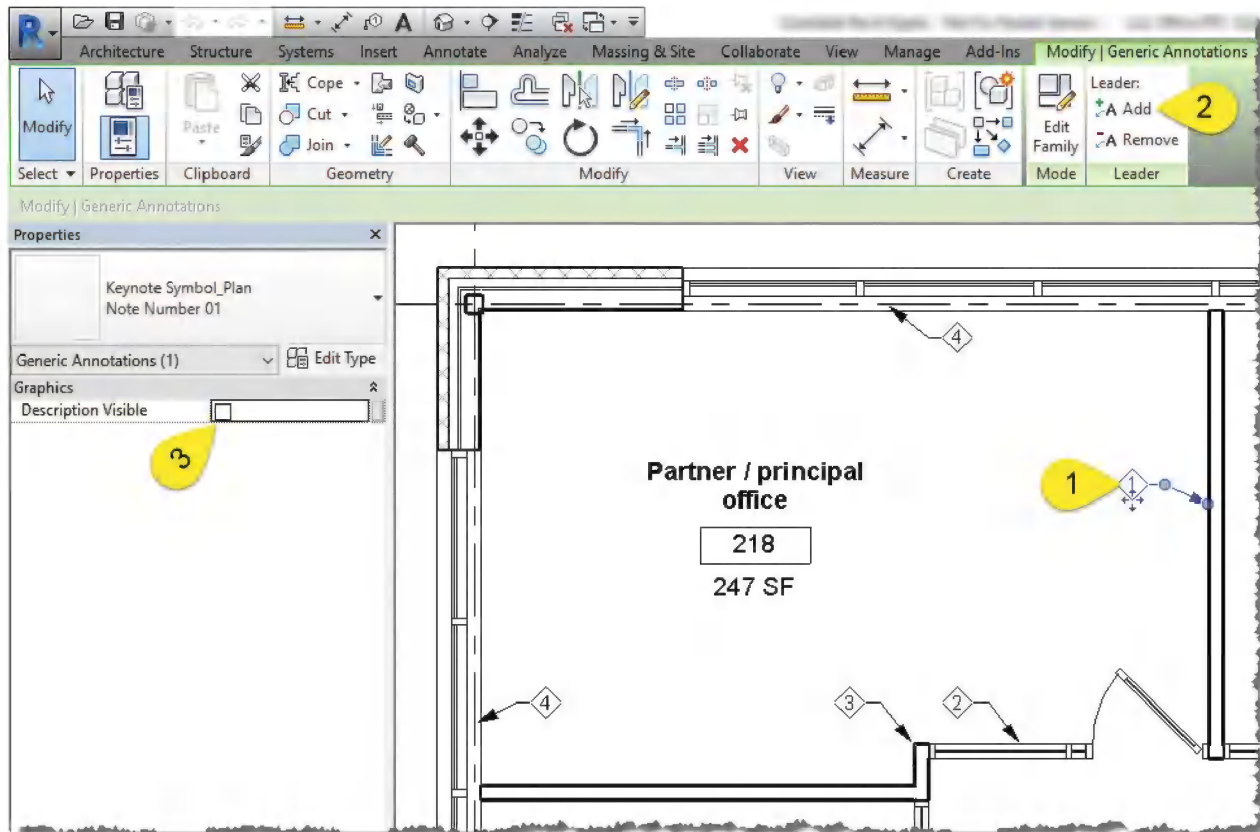 R
A
Architecture Structure Systems Insert Annotate Analyze Massing & Site Collaborate View Manage Add-Ins Modify | Generic Annotations
Modify
Paste
Cope
Cut
Join
Edit
Family
Leader:
A Add
A Remove
2
Select Properties Clipboard Geometry Modify View Measure Create Mode Leader
Modify | Generic Annotations
Properties
Keynote Symbol_Plan
Note Number 01
Generic Annotations (1)
Edit Type
Graphics
Description Visible
3
4
Partner / principal
office
218
247 SF
1
1
4
3
2